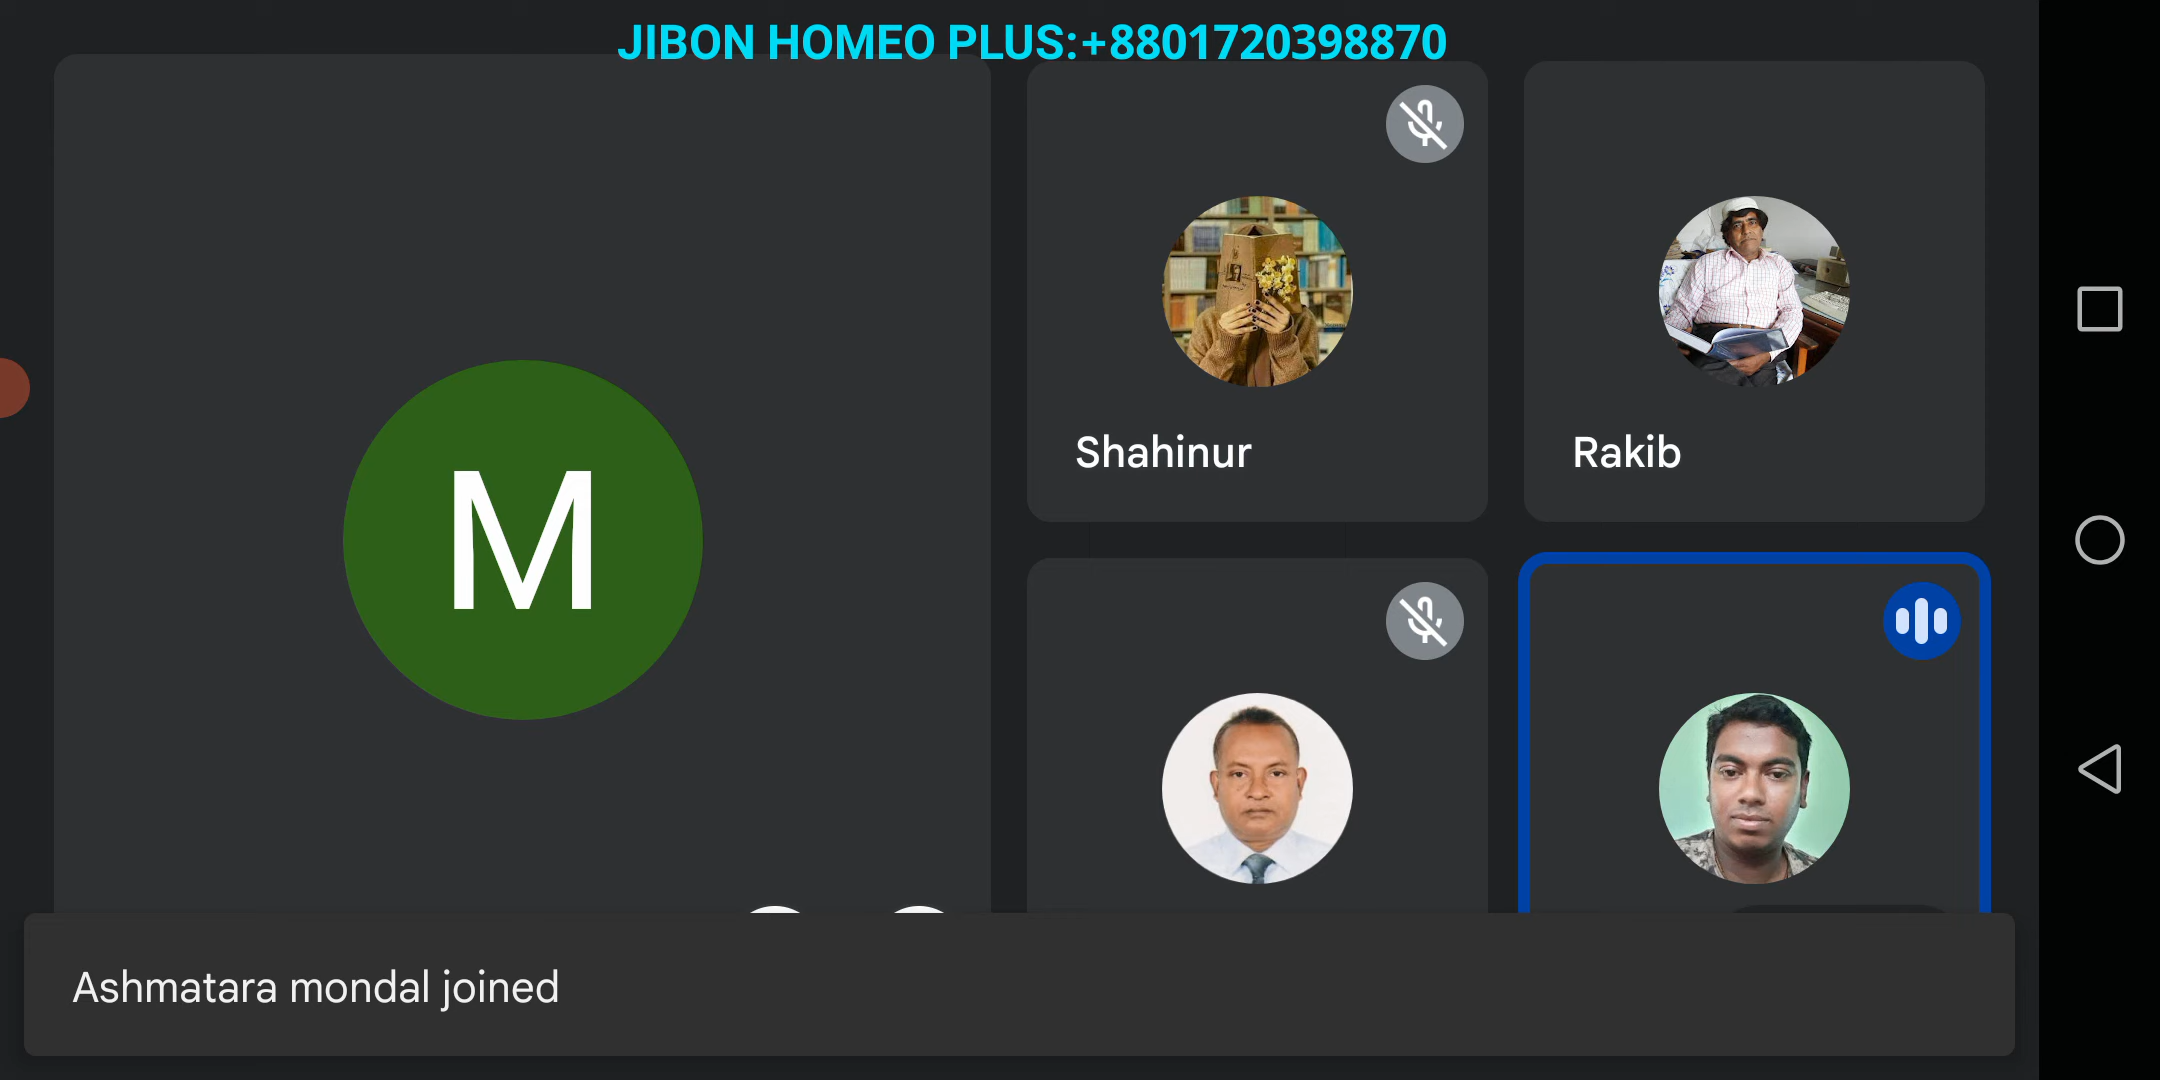 JIBON HOMEO PLUS:+8801720398870
M
Shahinur
Rakib
Ashmatara mondal joined